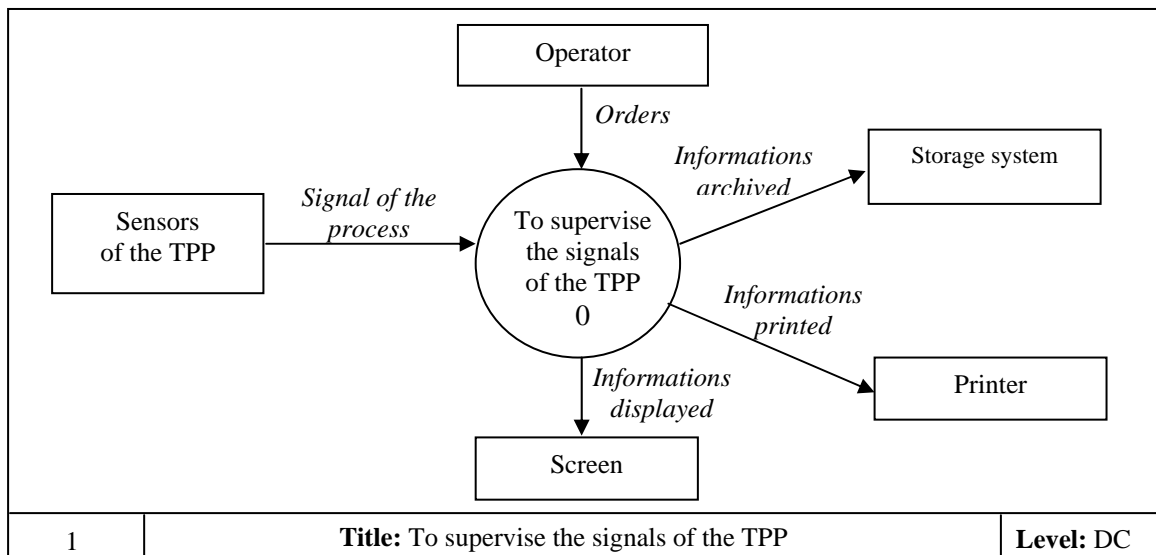 Operator
Orders
Informations
archived
Storage system
Signal of the
process
Sensors
of the TPP
To supervise
the signals
of the TPP
0
Informations
printed
Printer
Informations
displayed
Screen
1
Title: To supervise the signals of the TPP
Level: DC